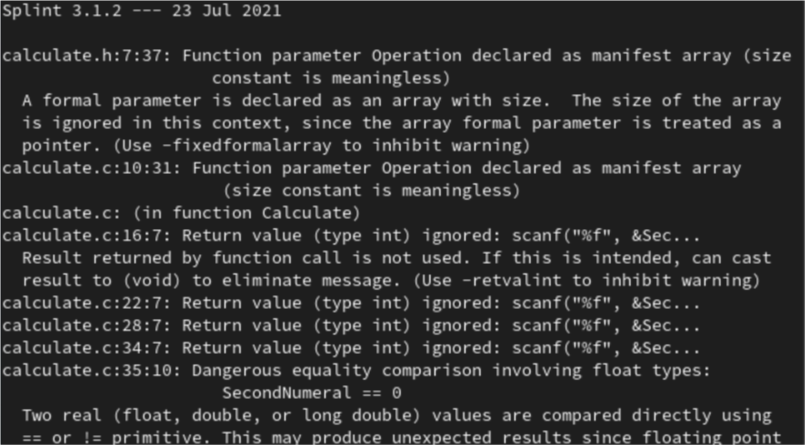 Splint 3.1.2 --- 23 Jul 2021
calculate.h:7:37: Function parameter Operation declared as manifest array (size
constant is meaningless)
A formal parameter is declared as an array with size.  The size of the array
is ignored in this context, since the array formal parameter is treated as a
pointer. (Use -fixedformalarray to inhibit warning)
calculate.c:10:31: Function parameter Operation declared as manifest array
(size constant is meaningless)
calculate.c: (in function Calculate)
calculate.c:16:7: Return value (type int) ignored: scanf("%f", &Sec...
Result returned by function call is not used. If this is intended, can cast
result to (void) to eliminate message. (Use -retvalint to inhibit warning)
calculate.c:22:7: Return value (type int) ignored: scanf("%f", &Sec...
calculate.c:28:7: Return value (type int) ignored: scanf("%f", &Sec...
calculate.c:34:7: Return value (type int) ignored: scanf("%f", &Sec...
calculate.c:35:10: Dangerous equality comparison involving float types:
SecondNumeral == 0
Two real (float, double, or long double) values are compared directly using
== or != primitive. This may produce unexpected results since floating point